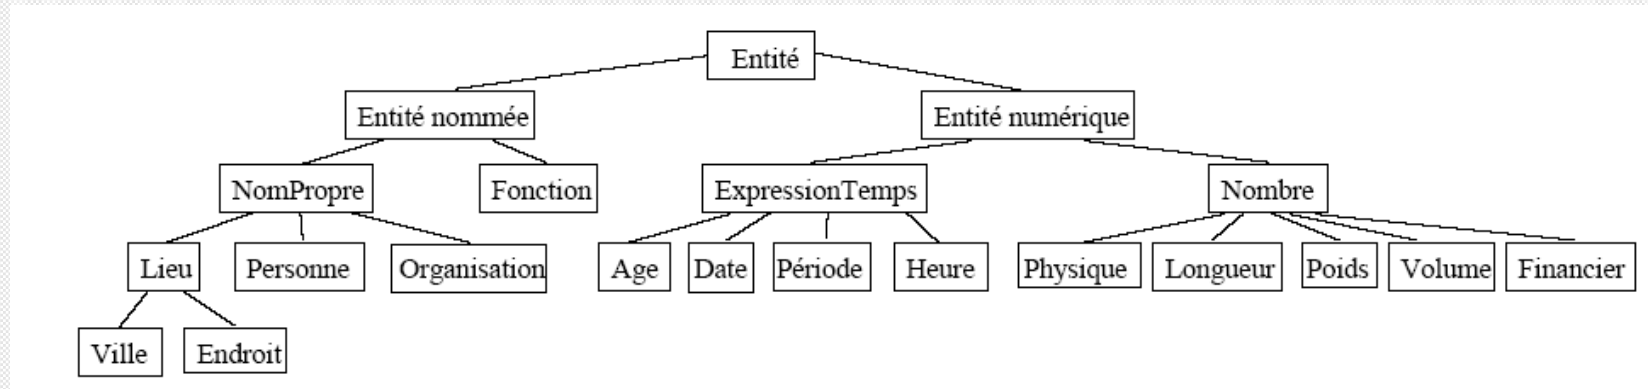 Entité
Entité nommée
Entité numérique
NomPropre
Fonction
ExpressionTemps
Nombre
Lieu
Personne
Organisation
Age
Date
Période
Heure
Physique
Longueur
Poids
Volume
Financier
Ville
Endroit